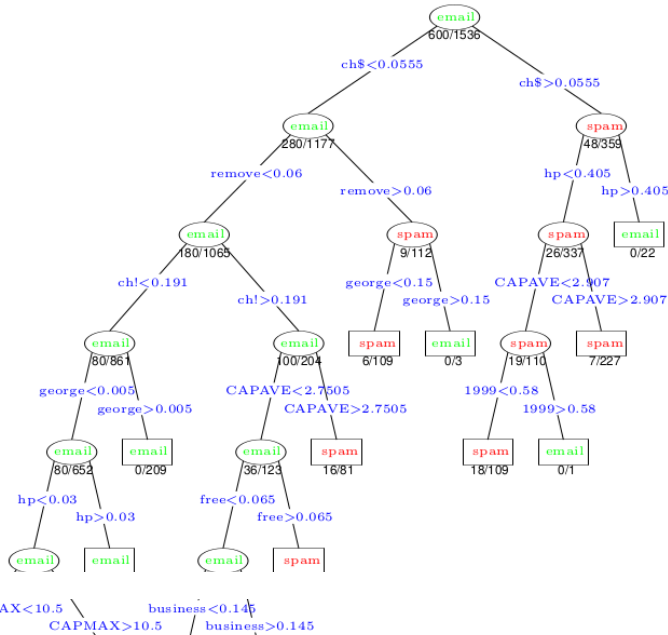 email
600/1536
ch$<0.0555
ch$>0.0555
email
280/1177
spam
48/359
remove<0.06
remove>0.06
hp<0.405
hp>0.405
email
180/1065
spam
9/112
spam
26/337
email
0/22
ch!<0.191
ch!>0.191
george<0.15
george>0.15
CAPAVE<2.907
CAPAVE>2.907
email
80/861
email
100/204
spam
6/109
email
0/3
spam
19/110
spam
7/227
george<0.005
george>0.005
CAPAVE<2.7505
CAPAVE>2.7505
1999<0.58
1999>0.58
email
80/652
email
0/209
email
36/123
spam
16/81
spam
18/109
email
0/1
hp<0.03
hp>0.03
free<0.065
free>0.065
email
email
email
spam
AX<10.5
CAPMAX>10.5
business<0.145
business>0.145